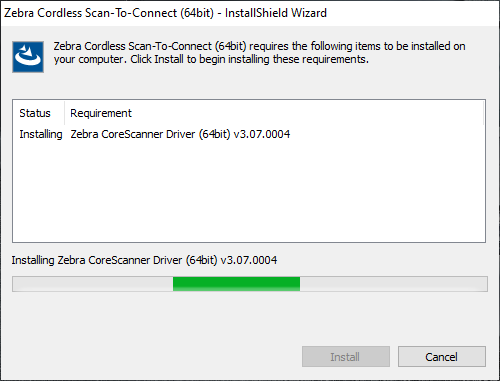 Zebra Cordless Scan-To-Connect (64bit) - InstallShield Wizard
Zebra Cordless Scan-To-Connect (64bit) requires the following items to be installed on
your computer. Click Install to begin installing these requirements.
Status Requirement
Installing Zebra CoreScanner Driver (64bit) v3.07.0004
Installing Zebra CoreScanner Driver (64bit) v3.07.0004
Install Cancel